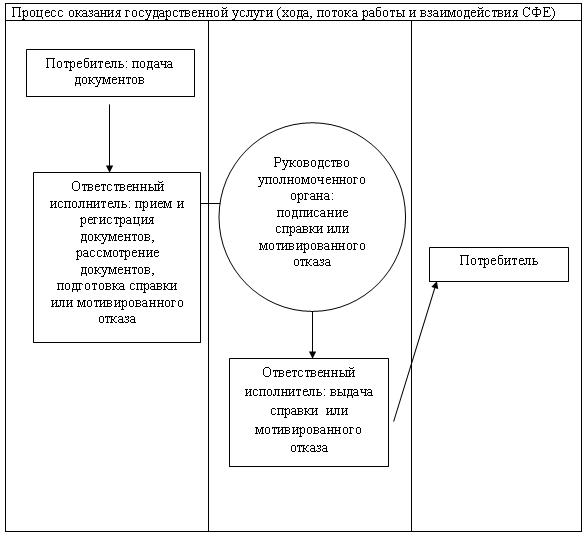 Процесс оказания государственной услуги (хода, потока работы и взаимодействия СФЕ)
Потребитель: подача
документов
Ответственный
исполнитель: прием и
регистрация
документов,
рассмотрение
документов,
подготовка справки
или мотивированного
отказа
Руководство
уполномоченного
органа:
подписание
справки или
мотивированного
отказа
Ответственный
исполнитель: выдача
справки или
мотивированного
отказа
Потребитель